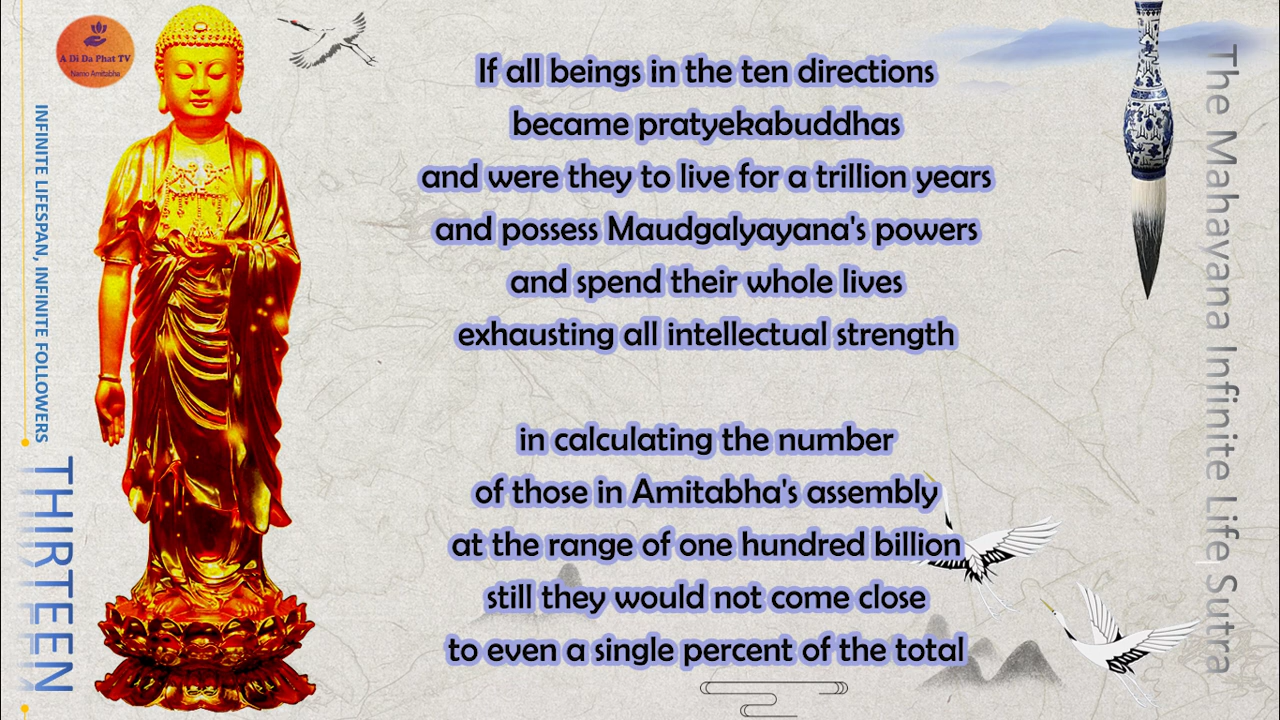 A Di Da Phat TV
Namo Amitabha
INFINITE LIFESPAN, INFINITE FOLLOWERS
THIRTEEN
If all beings in the ten directions
became pratyekabuddhas
and were they to live for a trillion years
and possess Maudgalyayana's powers
and spend their whole lives
exhausting all intellectual strength
in calculating the number
of those in Amitabha's assembly
at the range of one hundred billion
still they would not come close
to even a single percent of the total
The Mahayana Infinite Life Sutra